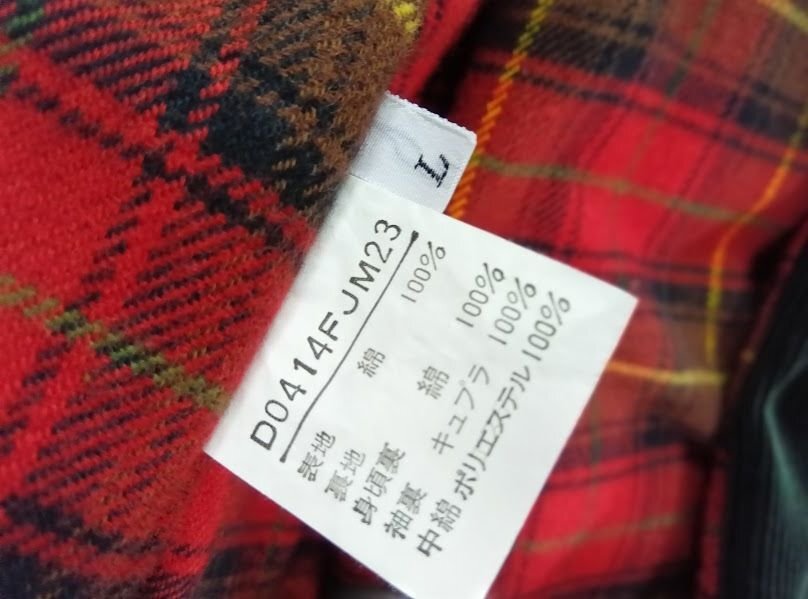 L
D0414FJM23
表地 綿 100%
裏地
身頃裏 綿 100%
袖裏 キュプラ 100%
中綿 ポリエステル 100%